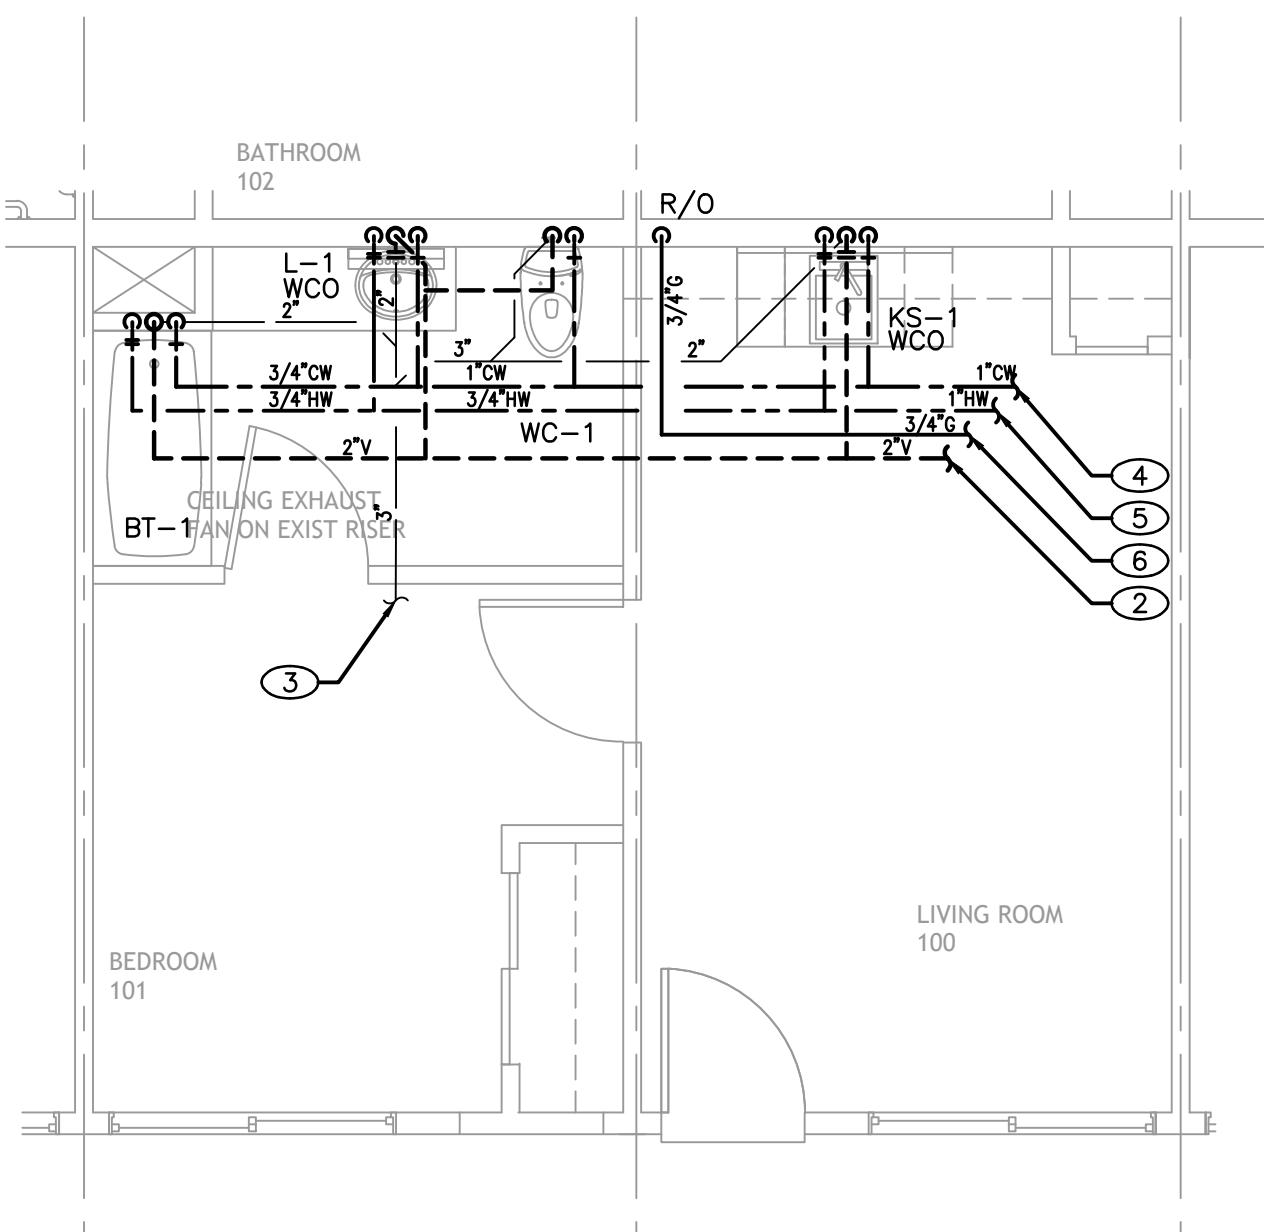 BATHROOM
102
R/O
L-1
WCO
2"
2"
3/4"G
KS-1
WCO
3"
2"
3/4"CW
1"CW
1"CW
3/4"HW
3/4"HW
1"HW
WC-1
3/4"G
2"V
2"V
4
CEILING EXHAUST
FAN ON EXIST RISER
BT-1
3"
5
6
2
3
LIVING ROOM
100
BEDROOM
101